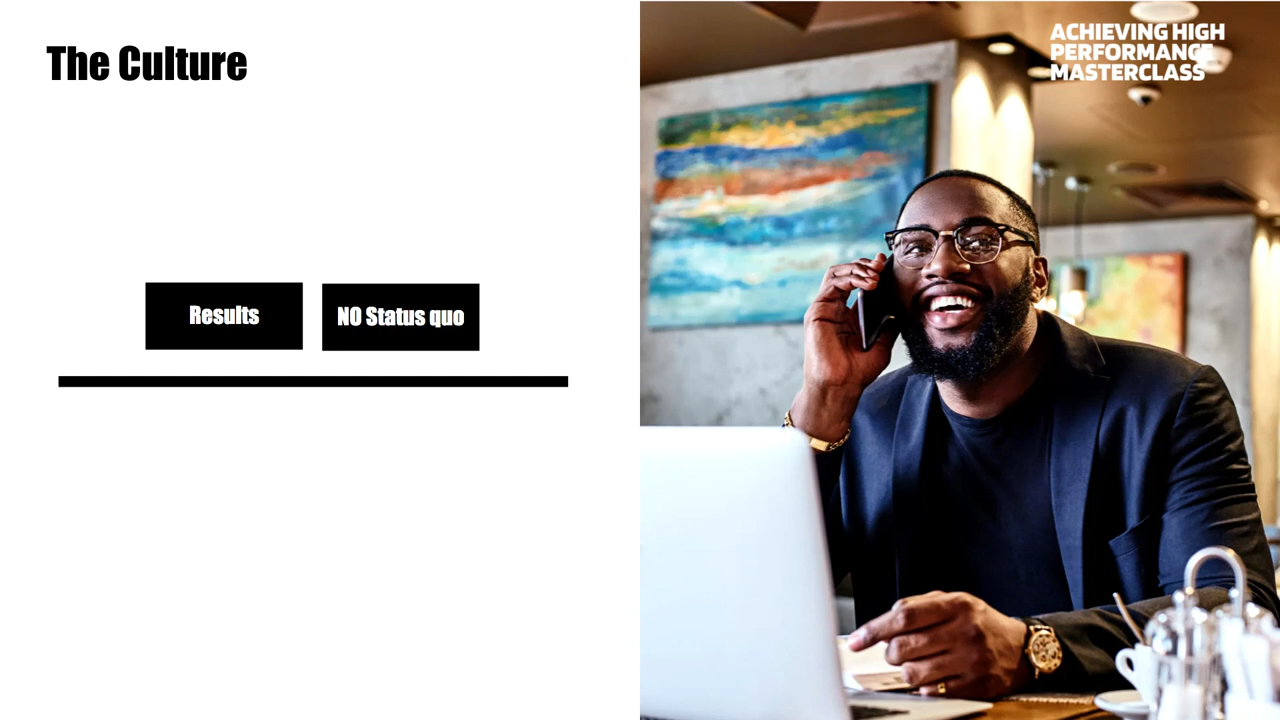 The Culture
ACHIEVING HIGH
PERFORMANCE
MASTERCLASS
Results
NO Status quo